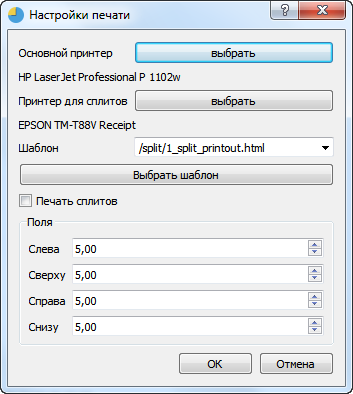 Настройки печати
Основной принтер выбрать
HP LaserJet Professional P 1102w
Принтер для сплитов выбрать
EPSON TM-T88V Receipt
Шаблон /split/1_split_printout.html
Выбрать шаблон
Печать сплитов
Поля
Слева 5,00
Сверху 5,00
Справа 5,00
Снизу 5,00
OK Отмена